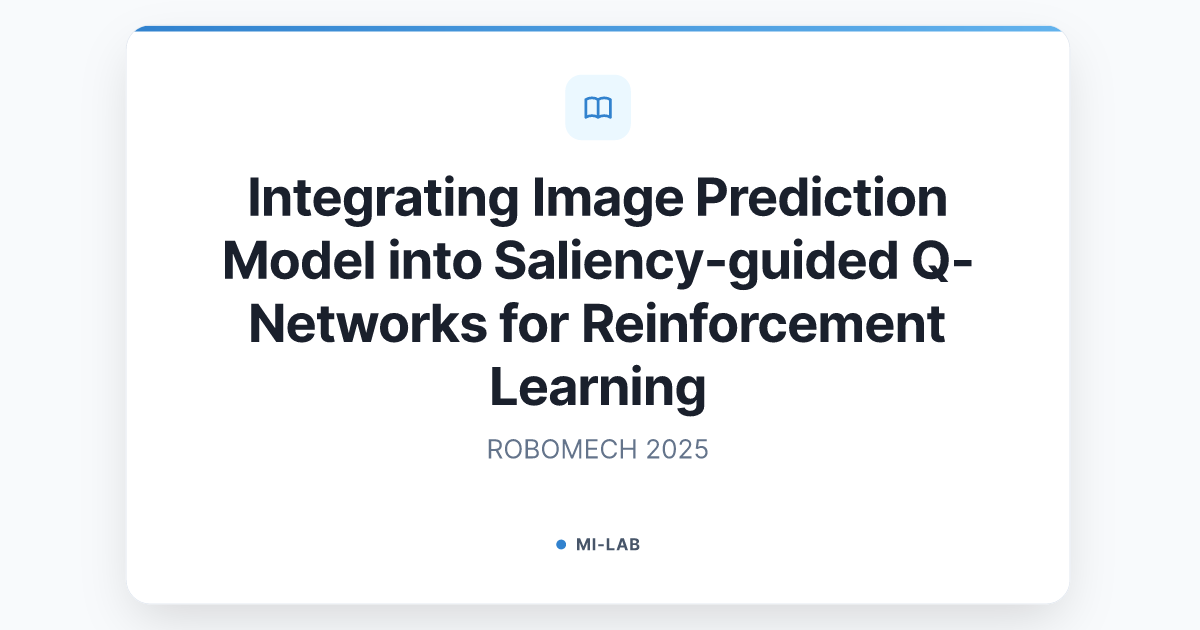 Integrating Image Prediction
Model into Saliency-guided Q-
Networks for Reinforcement
Learning
ROBOMECH 2025
MI-LAB